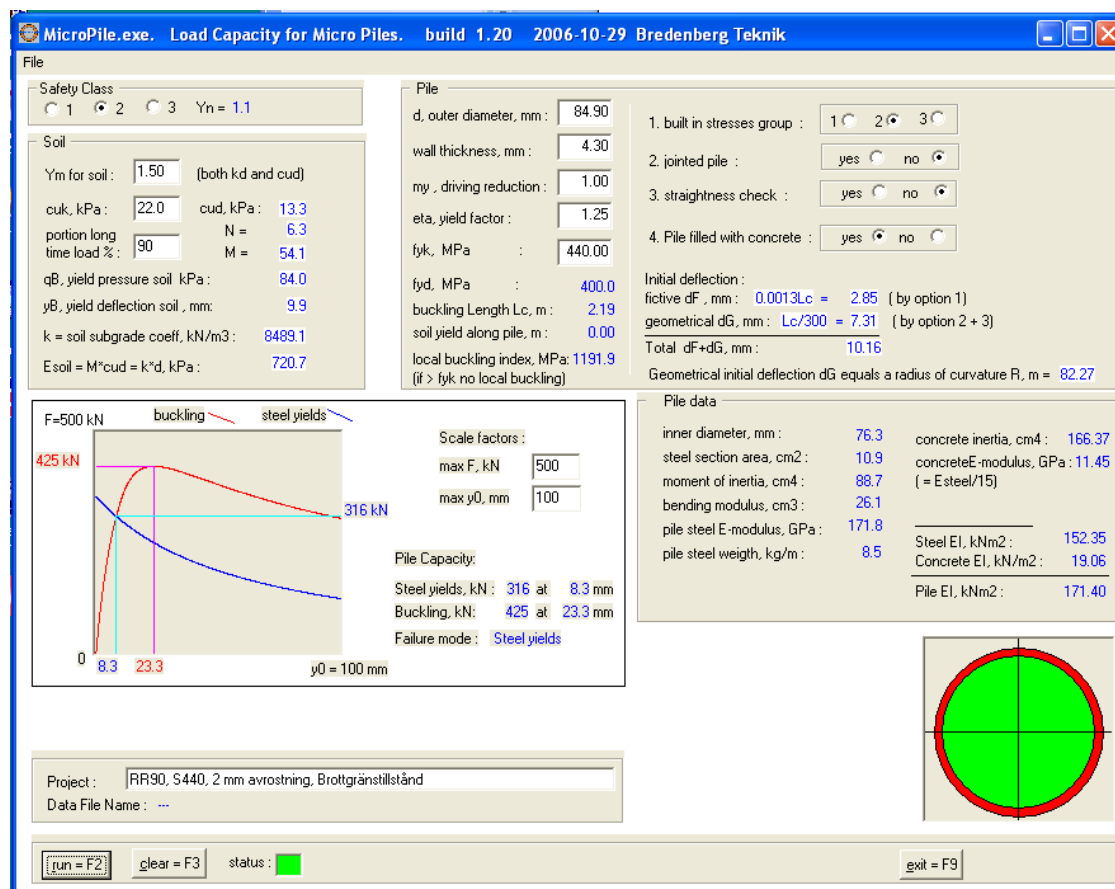 MicroPile.exe. Load Capacity for Micro Piles. build 1.20 2006-10-29 Bredenberg Teknik
File
Safety Class
1 2 3 Yn = 1.1
Soil
Ym for soil : 1.50 (both kd and cud)
cuk, kPa : 22.0 cud, kPa : 13.3
portion long
time load % : 90
N = 6.3
M = 54.1
qB, yield pressure soil kPa : 84.0
yB, yield deflection soil , mm: 9.9
k = soil subgrade coeff, kN/m3 : 8489.1
Esoil = M*cud = k*d, kPa : 720.7
Pile
d, outer diameter, mm : 84.90
wall thickness, mm : 4.30
my , driving reduction : 1.00
eta, yield factor : 1.25
fyk, MPa : 440.00
fyd, MPa : 400.0
buckling Length Lc, m : 2.19
soil yield along pile, m : 0.00
local buckling index, MPa: 1191.9
(if > fyk no local buckling)
1. built in stresses group : 1 2 3
2. jointed pile : yes no
3. straightness check : yes no
4. Pile filled with concrete : yes no
Initial deflection :
fictive dF , mm : 0.0013Lc = 2.85 ( by option 1)
geometrical dG, mm : Lc/300 = 7.31 ( by option 2 + 3)
Total dF+dG, mm : 10.16
Geometrical initial deflection dG equals a radius of curvature R, m = 82.27
F=500 kN buckling steel yields
425 kN
316 kN
0 8.3 23.3 y0 = 100 mm
Scale factors :
max F, kN 500
max y0, mm 100
Pile Capacity:
Steel yields, kN : 316 at 8.3 mm
Buckling, kN: 425 at 23.3 mm
Failure mode : Steel yields
Pile data
inner diameter, mm : 76.3
steel section area, cm2 : 10.9
moment of inertia, cm4 : 88.7
bending modulus, cm3 : 26.1
pile steel E-modulus, GPa : 171.8
pile steel weigth, kg/m : 8.5
concrete inertia, cm4 : 166.37
concreteE-modulus, GPa : 11.45
( = Esteel/15)
Steel EI, kNm2 : 152.35
Concrete EI, kN/m2 : 19.06
Pile EI, kNm2 : 171.40
Project : RR90, S440, 2 mm avrostning, Brottgränstillstånd
Data File Name : ---
run = F2 clear = F3 status : exit = F9